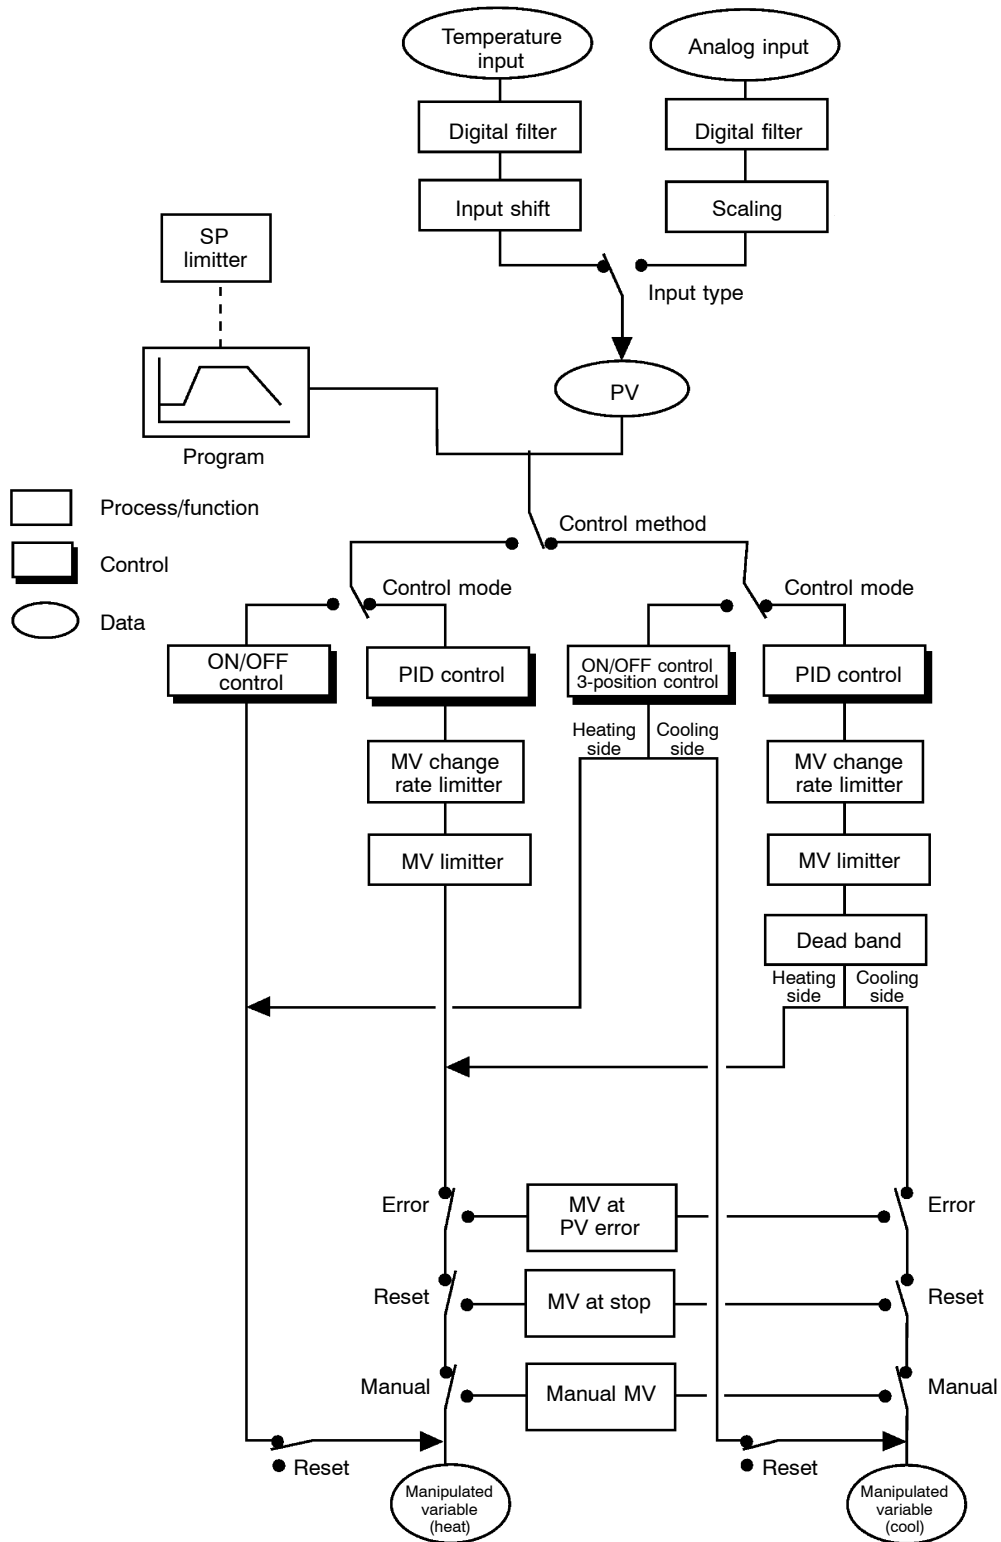 Temperature
input
Analog input
Digital filter
Digital filter
Input shift
Scaling
SP
limitter
Input type
PV
Program
Process/function
Control
Data
Control method
Control mode
Control mode
ON/OFF
control
PID control
ON/OFF control
3-position control
PID control
Heating
side
Cooling
side
MV change
rate limitter
MV change
rate limitter
MV limitter
MV limitter
Dead band
Heating
side
Cooling
side
Error
MV at
PV error
Error
Reset
MV at stop
Reset
Manual
Manual MV
Manual
Reset
Reset
Manipulated
variable
(heat)
Manipulated
variable
(cool)